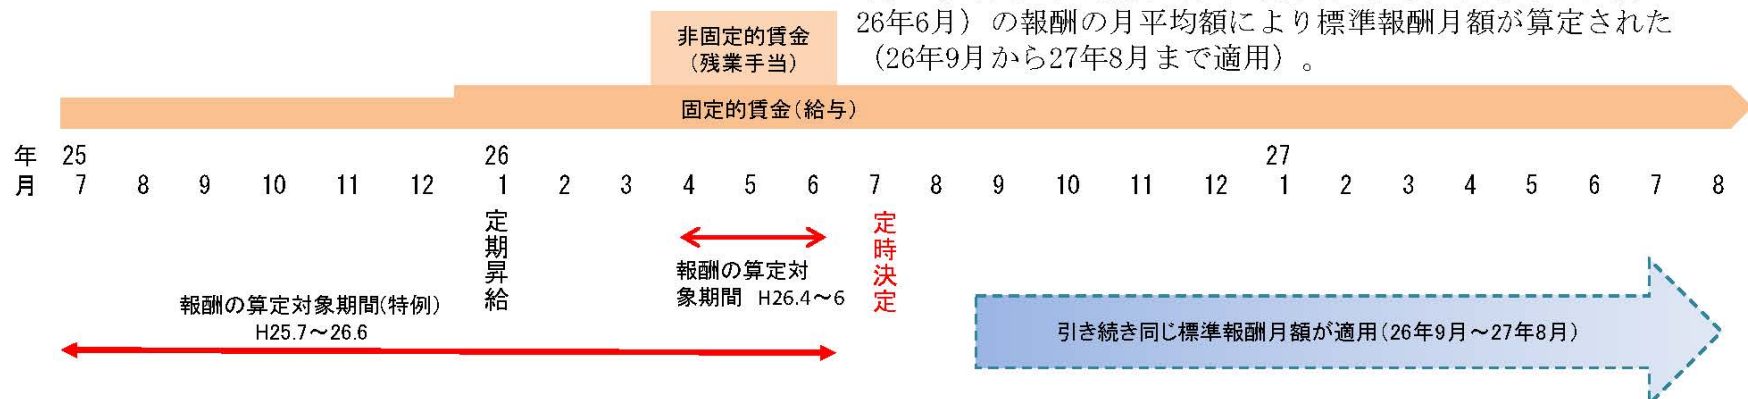 26年6月）の報酬の月平均額により標準報酬月額が算定された
（26年9月から27年8月まで適用）。
非固定的賃金
（残業手当）
固定的賃金（給与）
年 25 26 27
月 7 8 9 10 11 12 1 2 3 4 5 6 7 8 9 10 11 12 1 2 3 4 5 6 7 8
定期昇給
定時決定
報酬の算定対
象期間 H26.4～6
報酬の算定対象期間(特例)
H25.7～26.6
引き続き同じ標準報酬月額が適用（26年9月～27年8月）